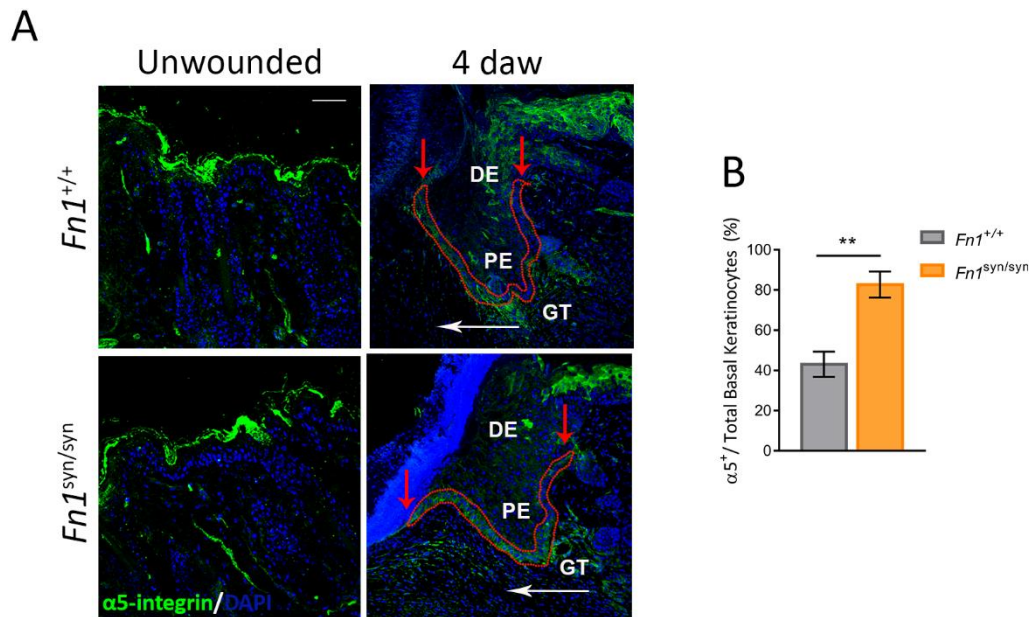 A
Unwounded
4 daw
Fn1+/+
DE
PE
GT
Fn1syn/syn
α5-integrin/DAPI
DE
PE
GT
B
α5+/ Total Basal Keratinocytes (%)
100
80
60
40
20
0
**
Fn1+/+
Fn1syn/syn